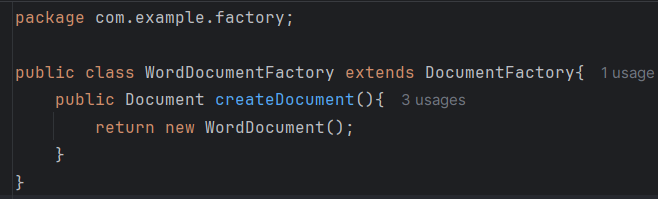 package com.example.factory;
public class WordDocumentFactory extends DocumentFactory{ 1 usage
public Document createDocument(){ 3 usages
return new WordDocument();
}
}